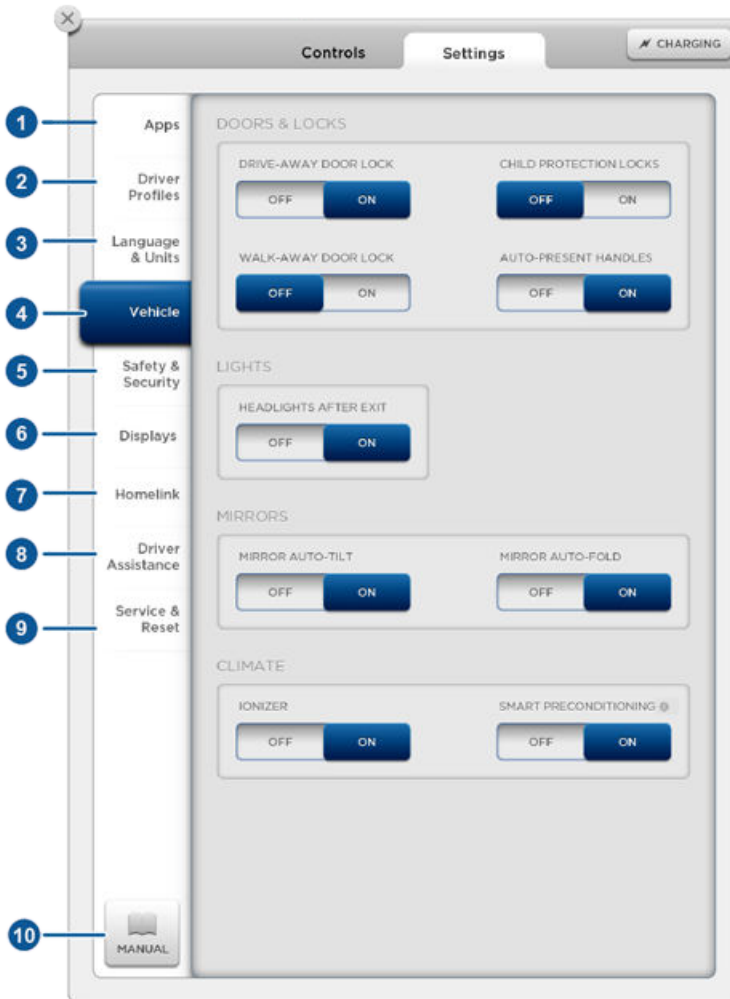 Controls
Settings
CHARGING
1
Apps
2
Driver
Profiles
3
Language
& Units
4
Vehicle
5
Safety &
Security
6
Displays
7
Homelink
8
Driver
Assistance
9
Service &
Reset
10
MANUAL
DOORS & LOCKS
DRIVE-AWAY DOOR LOCK
OFF ON
CHILD PROTECTION LOCKS
OFF ON
WALK-AWAY DOOR LOCK
OFF ON
AUTO-PRESENT HANDLES
OFF ON
LIGHTS
HEADLIGHTS AFTER EXIT
OFF ON
MIRRORS
MIRROR AUTO-TILT
OFF ON
MIRROR AUTO-FOLD
OFF ON
CLIMATE
IONIZER
OFF ON
SMART PRECONDITIONING
OFF ON